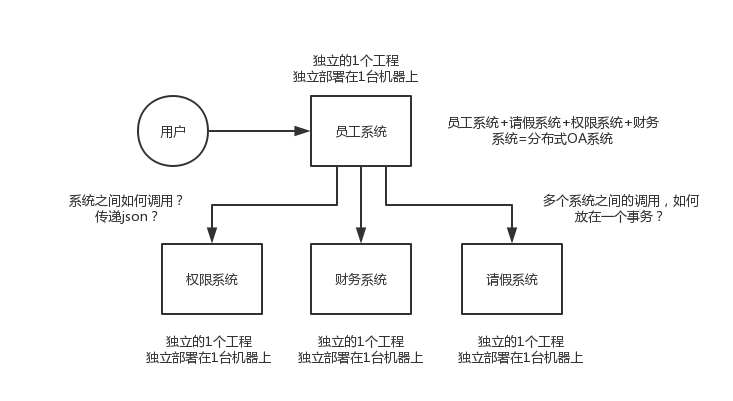 独立的1个工程
独立部署在1台机器上
用户
员工系统
员工系统+请假系统+权限系统+财务
系统=分布式OA系统
系统之间如何调用？
传递json？
多个系统之间的调用，如何
放在一个事务？
权限系统
财务系统
请假系统
独立的1个工程
独立部署在1台机器上
独立的1个工程
独立部署在1台机器上
独立的1个工程
独立部署在1台机器上